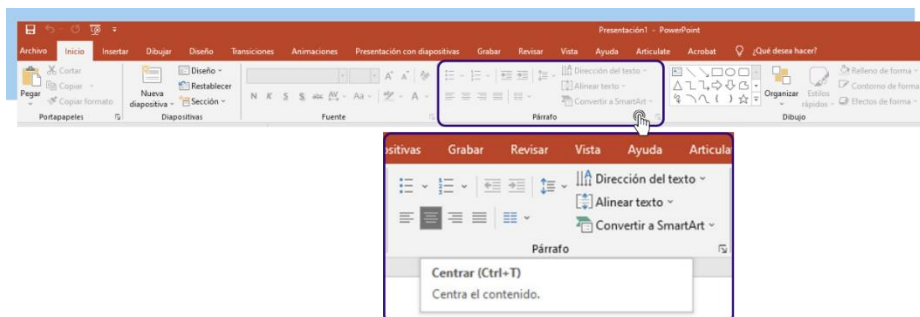 Presentación1 - PowerPoint
Archivo Inicio Insertar Dibujar Diseño Transiciones Animaciones Presentación con diapositivas Grabar Revisar Vista Ayuda Articulate Acrobat ¿Qué desea hacer?
Pegar
Cortar
Copiar
Copiar formato
Portapapeles
Nueva
diapositiva
Diseño
Restablecer
Sección
Diapositivas
N K S S abc AV Aa A
Fuente
Dirección del texto
Alinear texto
Convertir a SmartArt
Párrafo
Organizar
Estilos
rápidos
Relleno de forma
Contorno de forma
Efectos de forma
Dibujo
ositivas Grabar Revisar Vista Ayuda Articula
Dirección del texto
Alinear texto
Convertir a SmartArt
Párrafo
Centrar (Ctrl+T)
Centra el contenido.